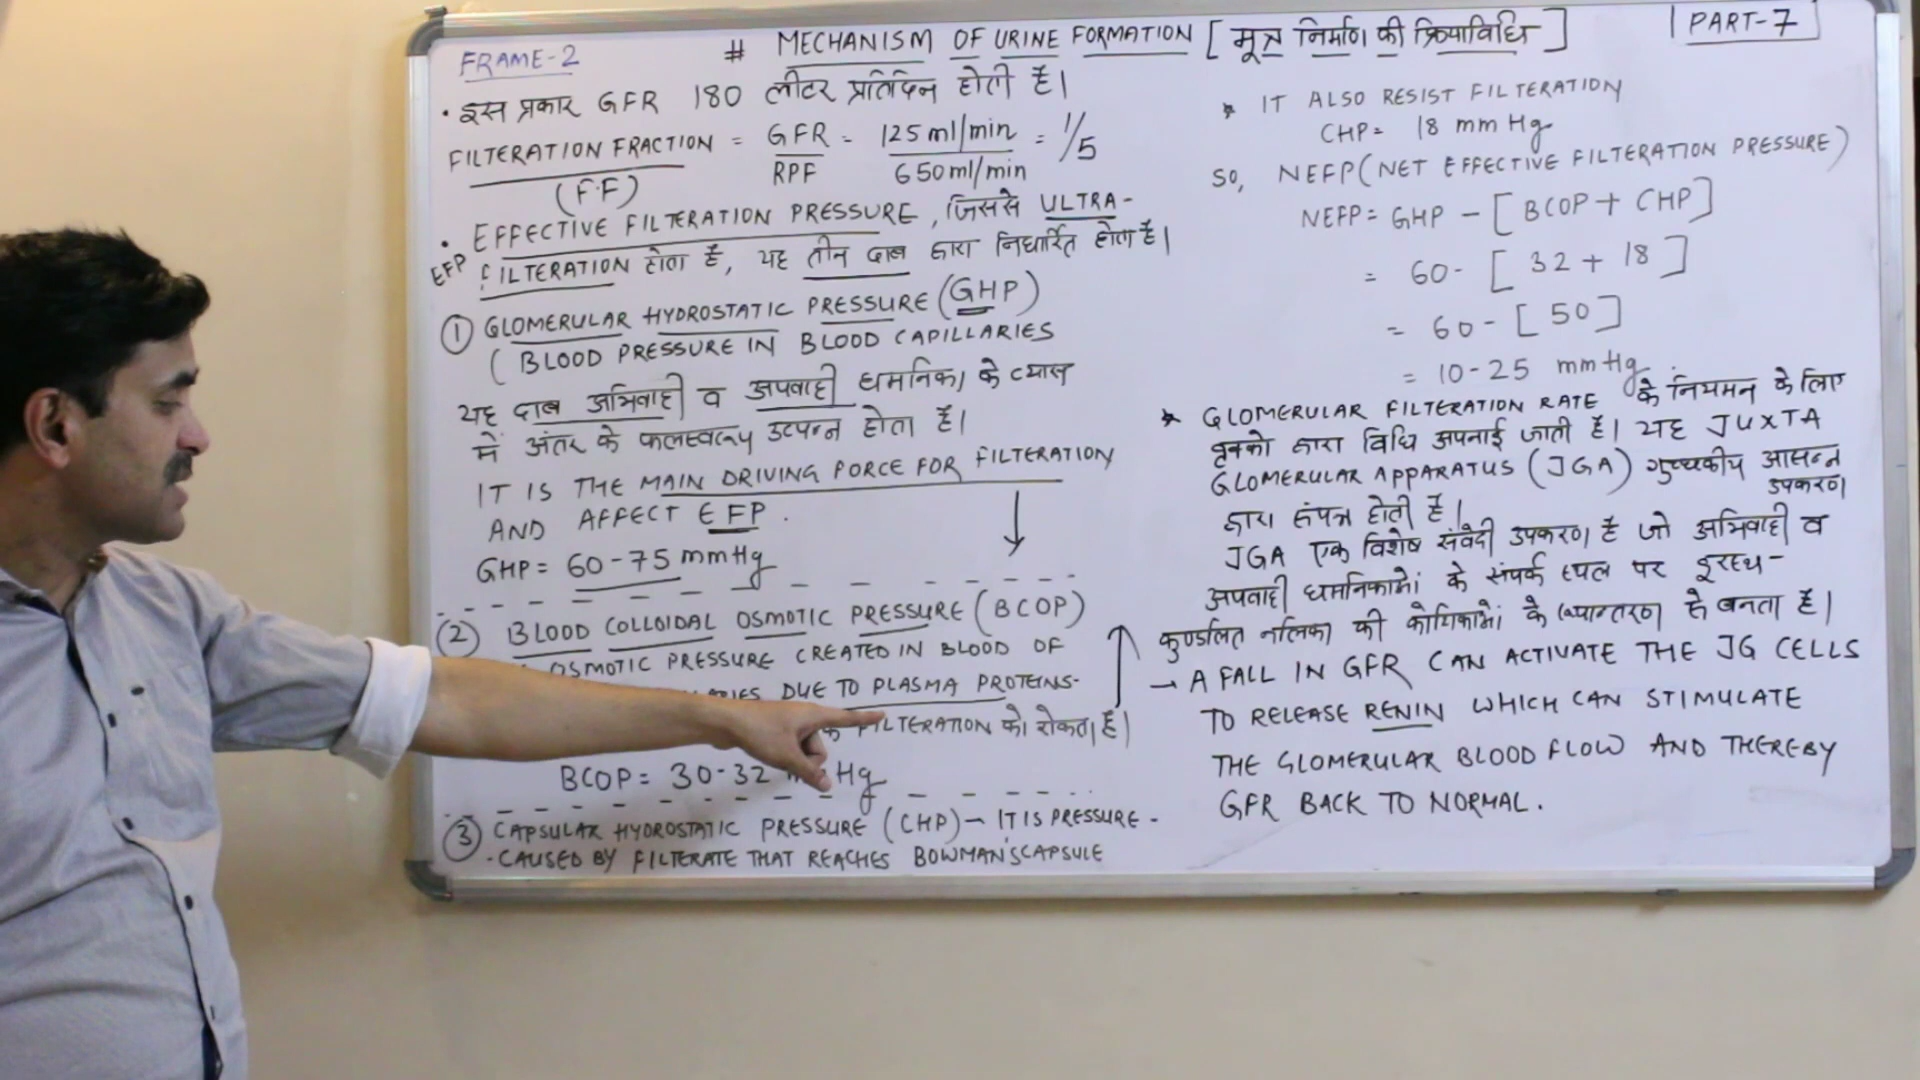 FRAME-2
# MECHANISM OF URINE FORMATION [मूत्र निर्माण की क्रियाविधि]
PART-7
• इस प्रकार GFR 180 लीटर प्रतिदिन होती है।
FILTERATION FRACTION = GFR/RPF = 125 ml/min / 650 ml/min = 1/5
(F.F)
• EFFECTIVE FILTERATION PRESSURE, जिससे ULTRA-
EFP FILTERATION होता है, यह तीन दाब द्वारा निर्धारित होता है।
① GLOMERULAR HYDROSTATIC PRESSURE (GHP)
( BLOOD PRESSURE IN BLOOD CAPILLARIES
यह दाब अभिवाही व अपवाही धमनिका के व्यास
में अंतर के फलस्वरूप उत्पन्न होता है।
IT IS THE MAIN DRIVING FORCE FOR FILTERATION
AND AFFECT EFP.
GHP = 60-75 mmHg
② BLOOD COLLOIDAL OSMOTIC PRESSURE (BCOP)
OSMOTIC PRESSURE CREATED IN BLOOD OF
DUE TO PLASMA PROTEINS-
FILTERATION को रोकता है।
BCOP = 30-32 Hg
③ CAPSULAR HYDROSTATIC PRESSURE (CHP) - IT IS PRESSURE -
- CAUSED BY FILTERATE THAT REACHES BOWMAN'S CAPSULE
* IT ALSO RESIST FILTERATION
CHP = 18 mm Hg
SO, NEFP (NET EFFECTIVE FILTERATION PRESSURE)
NEFP = GHP - [BCOP + CHP]
= 60 - [32 + 18]
= 60 - [50]
= 10-25 mmHg
* GLOMERULAR FILTERATION RATE के नियमन के लिए
वृक्को द्वारा विधि अपनाई जाती है। यह JUXTA
GLOMERULAR APPARATUS (JGA) गुच्छकीय आसन्न
उपकरण
द्वारा संपन्न होती है।
JGA एक विशेष संवेदी उपकरण है जो अभिवाही व
अपवाही धमनिकाओं के संपर्क स्थल पर दूरस्थ-
कुण्डलित नलिका की कोशिकाओं के रूपान्तरण से बनता है।
→ A FALL IN GFR CAN ACTIVATE THE JG CELLS
TO RELEASE RENIN WHICH CAN STIMULATE
THE GLOMERULAR BLOOD FLOW AND THEREBY
GFR BACK TO NORMAL.